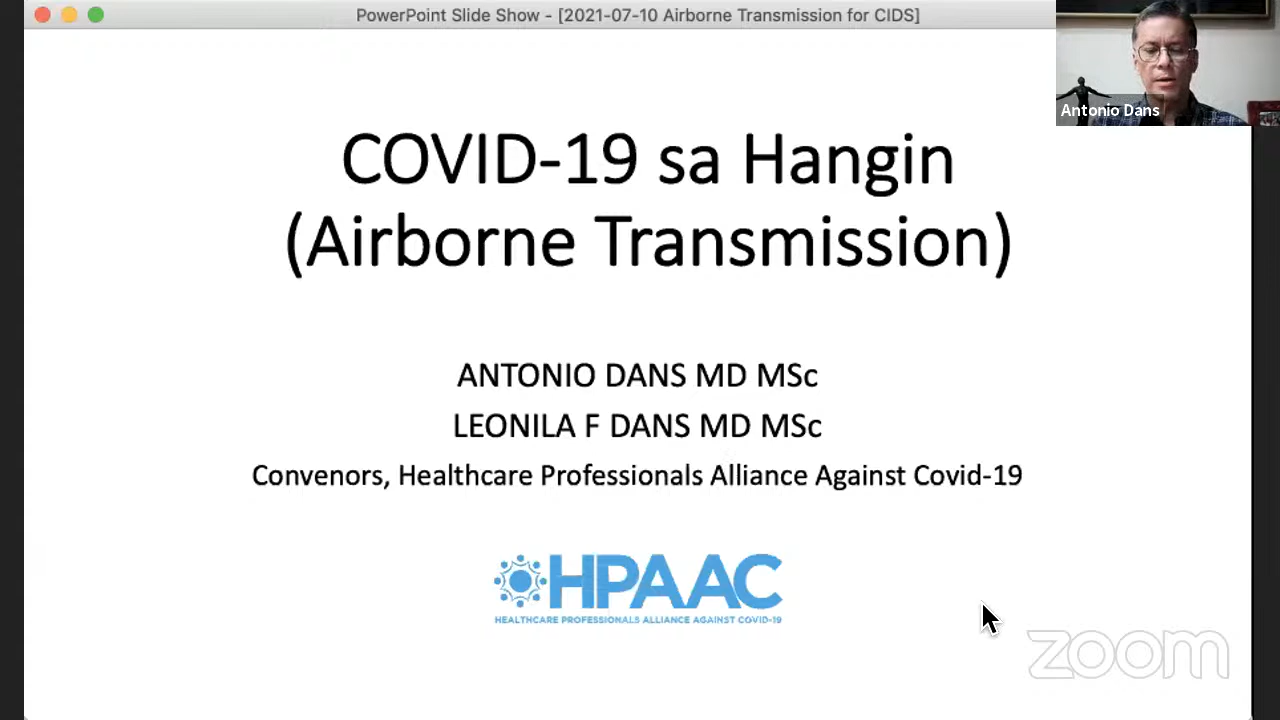 PowerPoint Slide Show - [2021-07-10 Airborne Transmission for CIDS]
Antonio Dans
COVID-19 sa Hangin
(Airborne Transmission)
ANTONIO DANS MD MSc
LEONILA F DANS MD MSc
Convenors, Healthcare Professionals Alliance Against Covid-19
HPAAC
HEALTHCARE PROFESSIONALS ALLIANCE AGAINST COVID-19
zoom